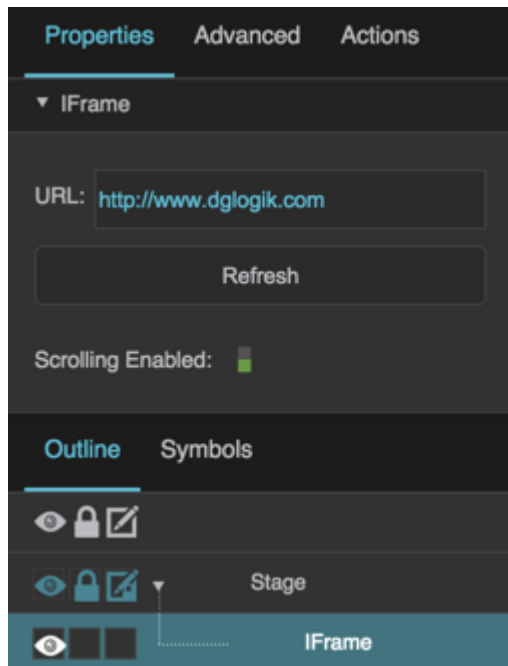 Properties Advanced Actions
IFrame
URL: http://www.dglogik.com
Refresh
Scrolling Enabled:
Outline Symbols
Stage
IFrame